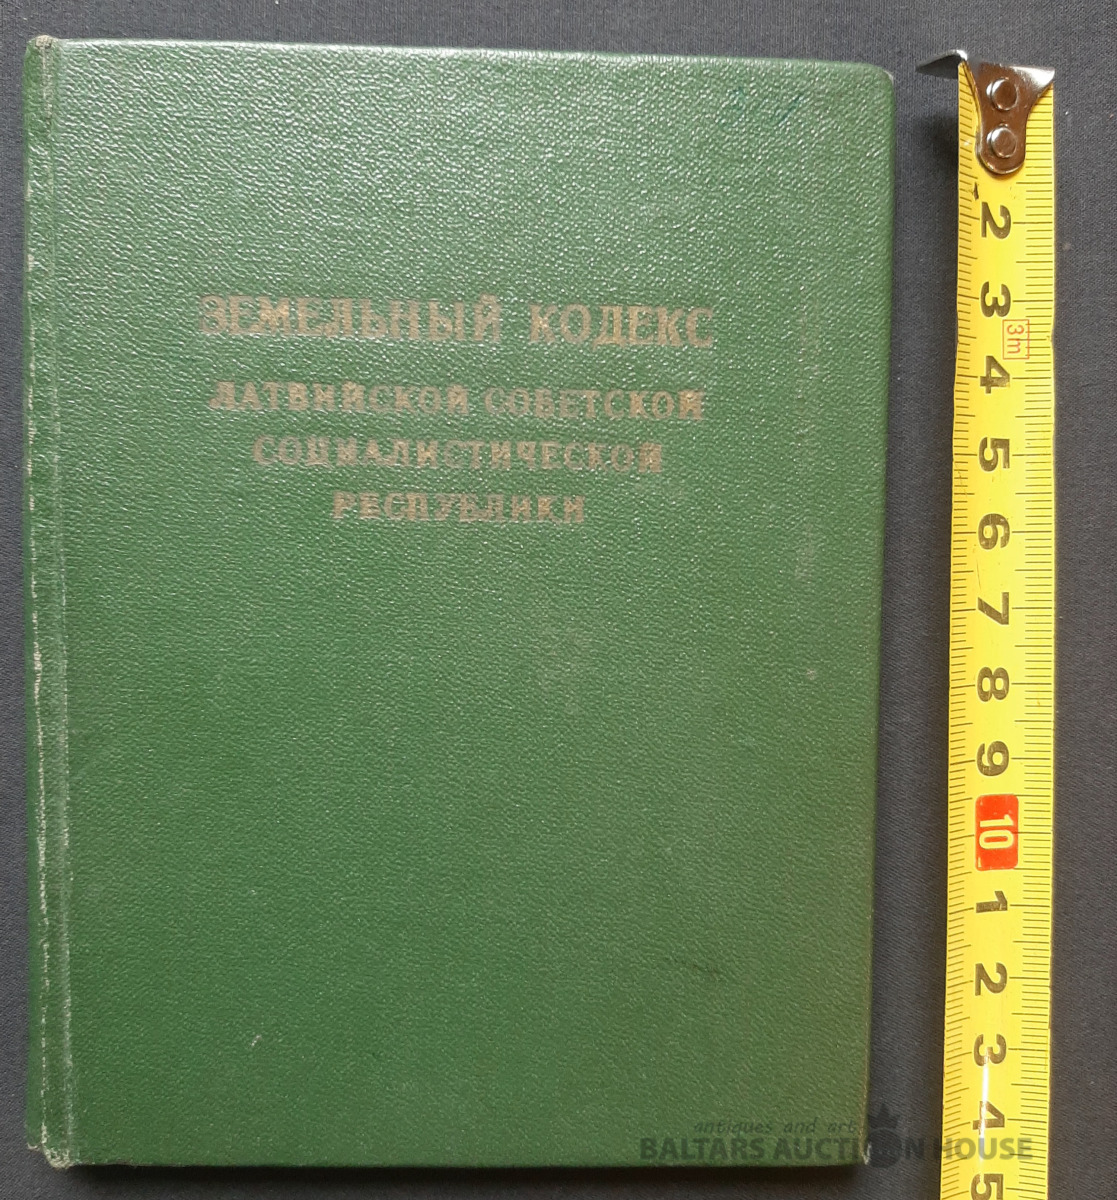 ЗЕМЕЛЬНЫЙ КОДЕКС
ЛАТВИЙСКОЙ СОВЕТСКОЙ
СОЦИАЛИСТИЧЕСКОЙ
РЕСПУБЛИКИ
2
3
3m
4
5
6
7
8
9
10
1
2
3
4
5
antiques and art
BALTARS AUCTION HOUSE